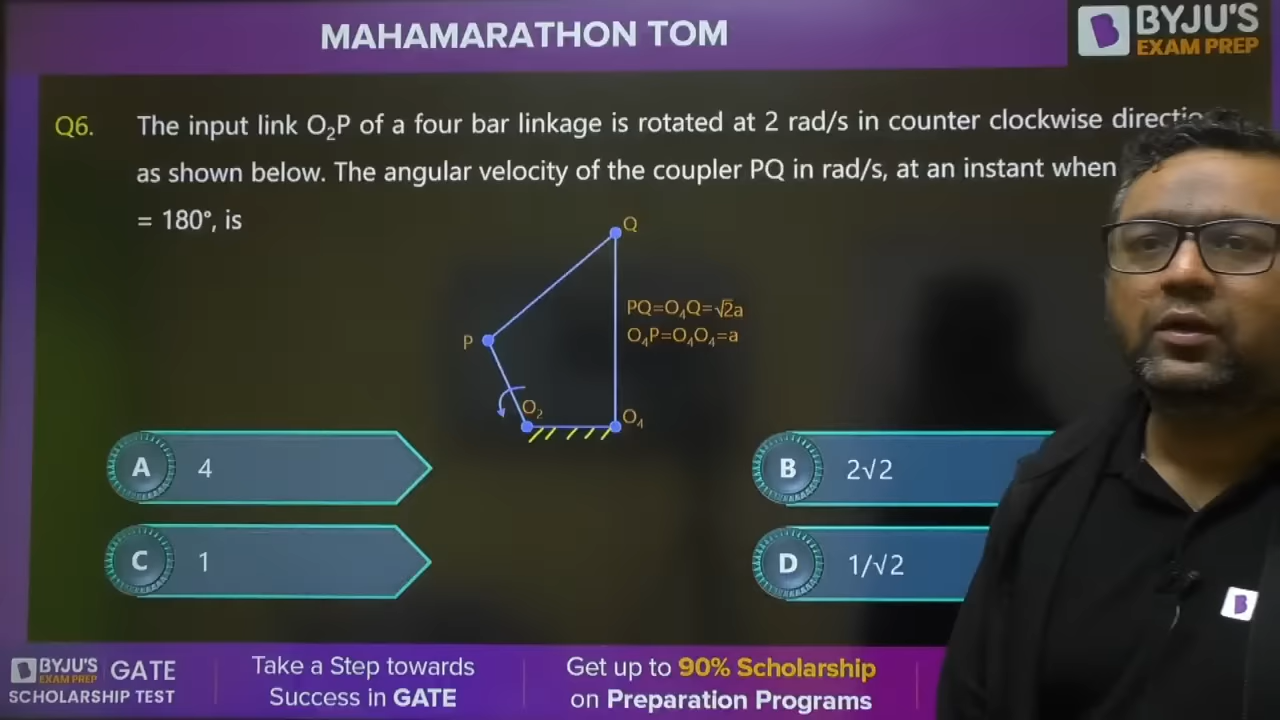 MAHAMARATHON TOM
BYJU'S
EXAM PREP
Q6. The input link O₂P of a four bar linkage is rotated at 2 rad/s in counter clockwise
as shown below. The angular velocity of the coupler PQ in rad/s, at an instant when
= 180°, is
Q
PQ=O₄Q=√2a
O₄P=O₄O₄=a
P
O₂
O₄
A 4
B 2√2
C 1
D 1/√2
B
BYJU'S
EXAM PREP
GATE
SCHOLARSHIP TEST
Take a Step towards
Success in GATE
Get up to 90% Scholarship
on Preparation Programs